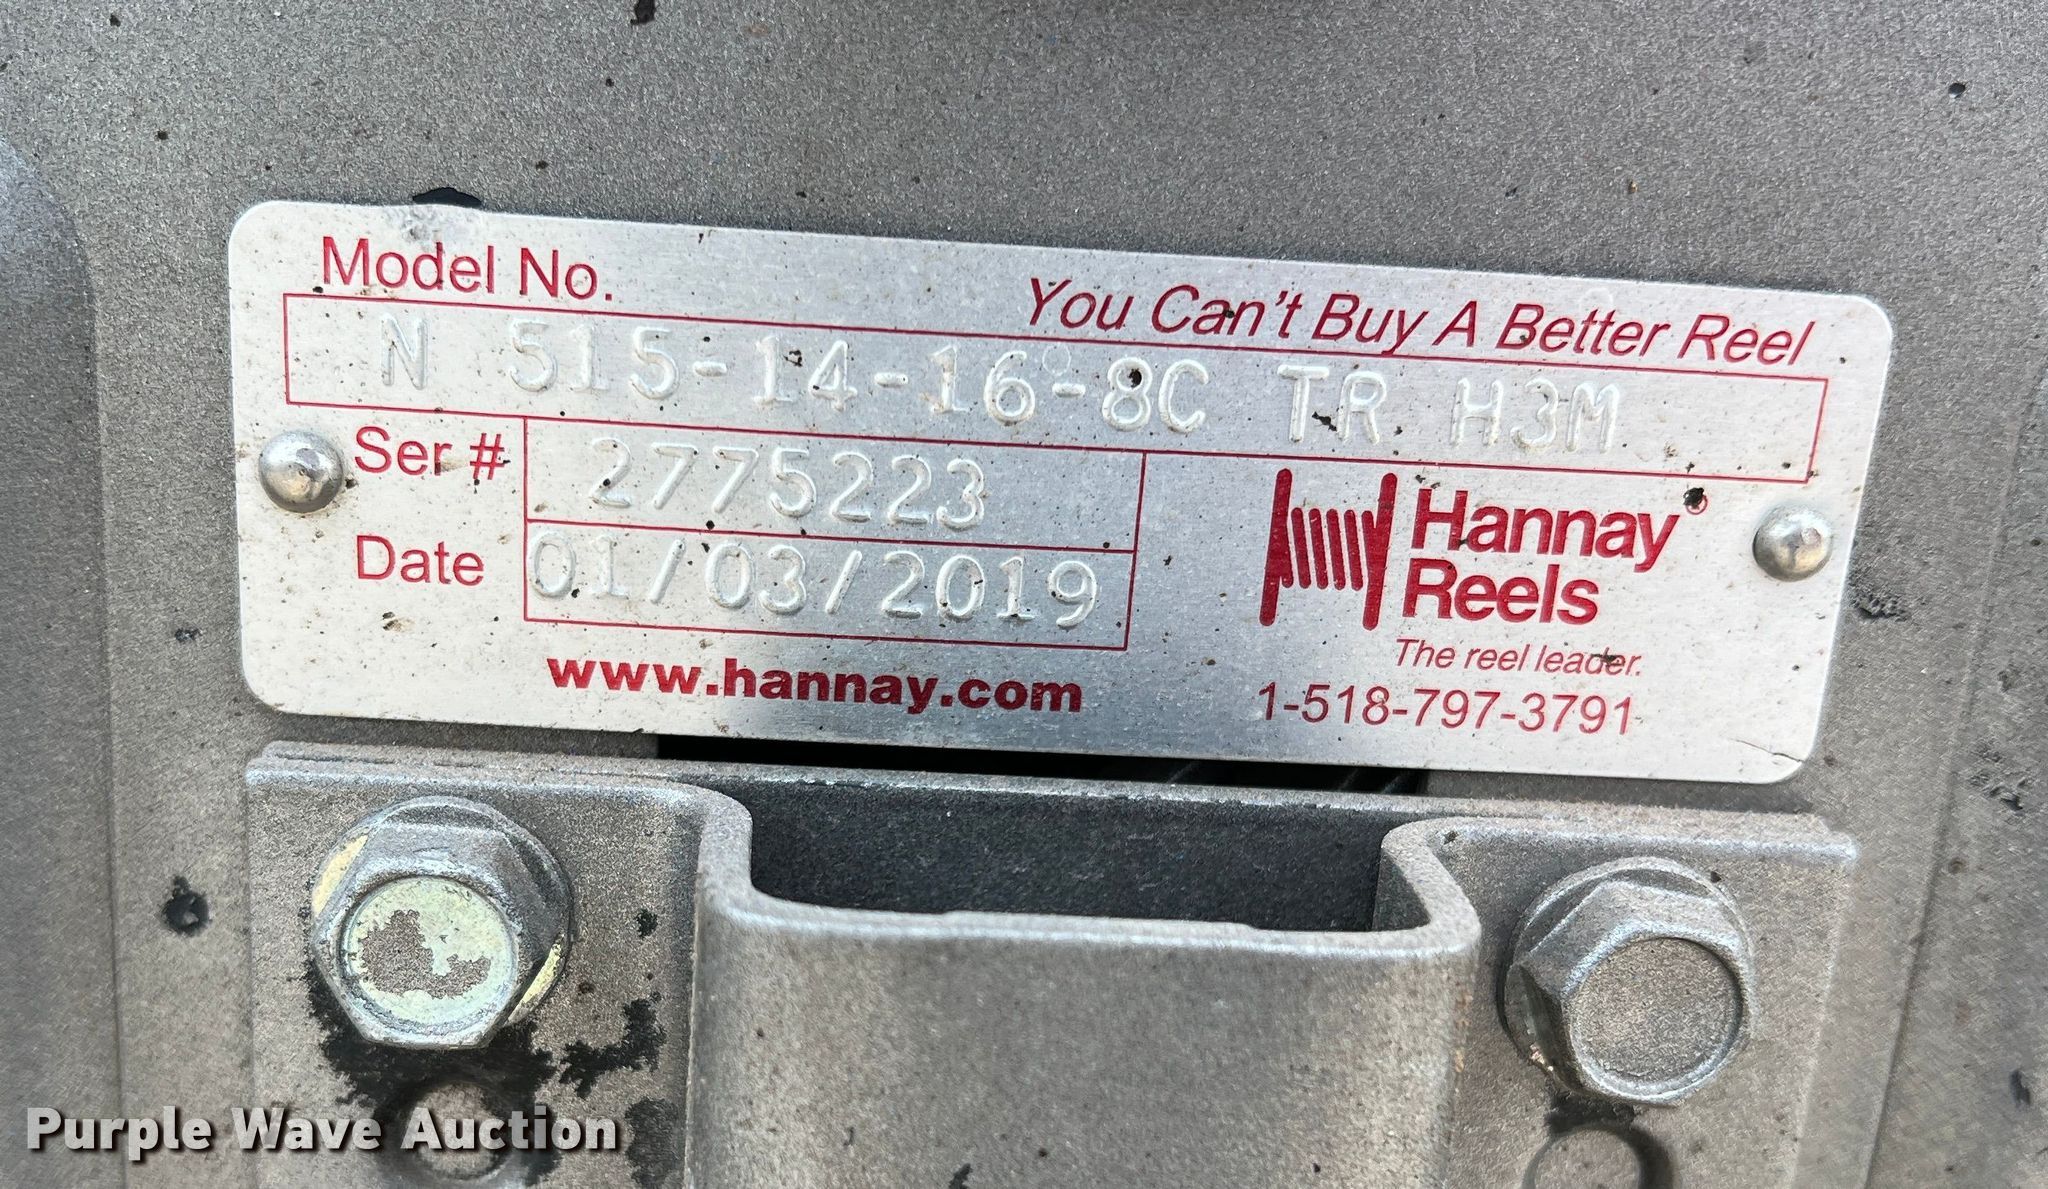 Model No.
You Can't Buy A Better Reel
N 515-14-16-8C TR H3M
Ser # 2775223
Date 01/03/2019
Hannay®
Reels
The reel leader.
www.hannay.com
1-518-797-3791
Purple Wave Auction